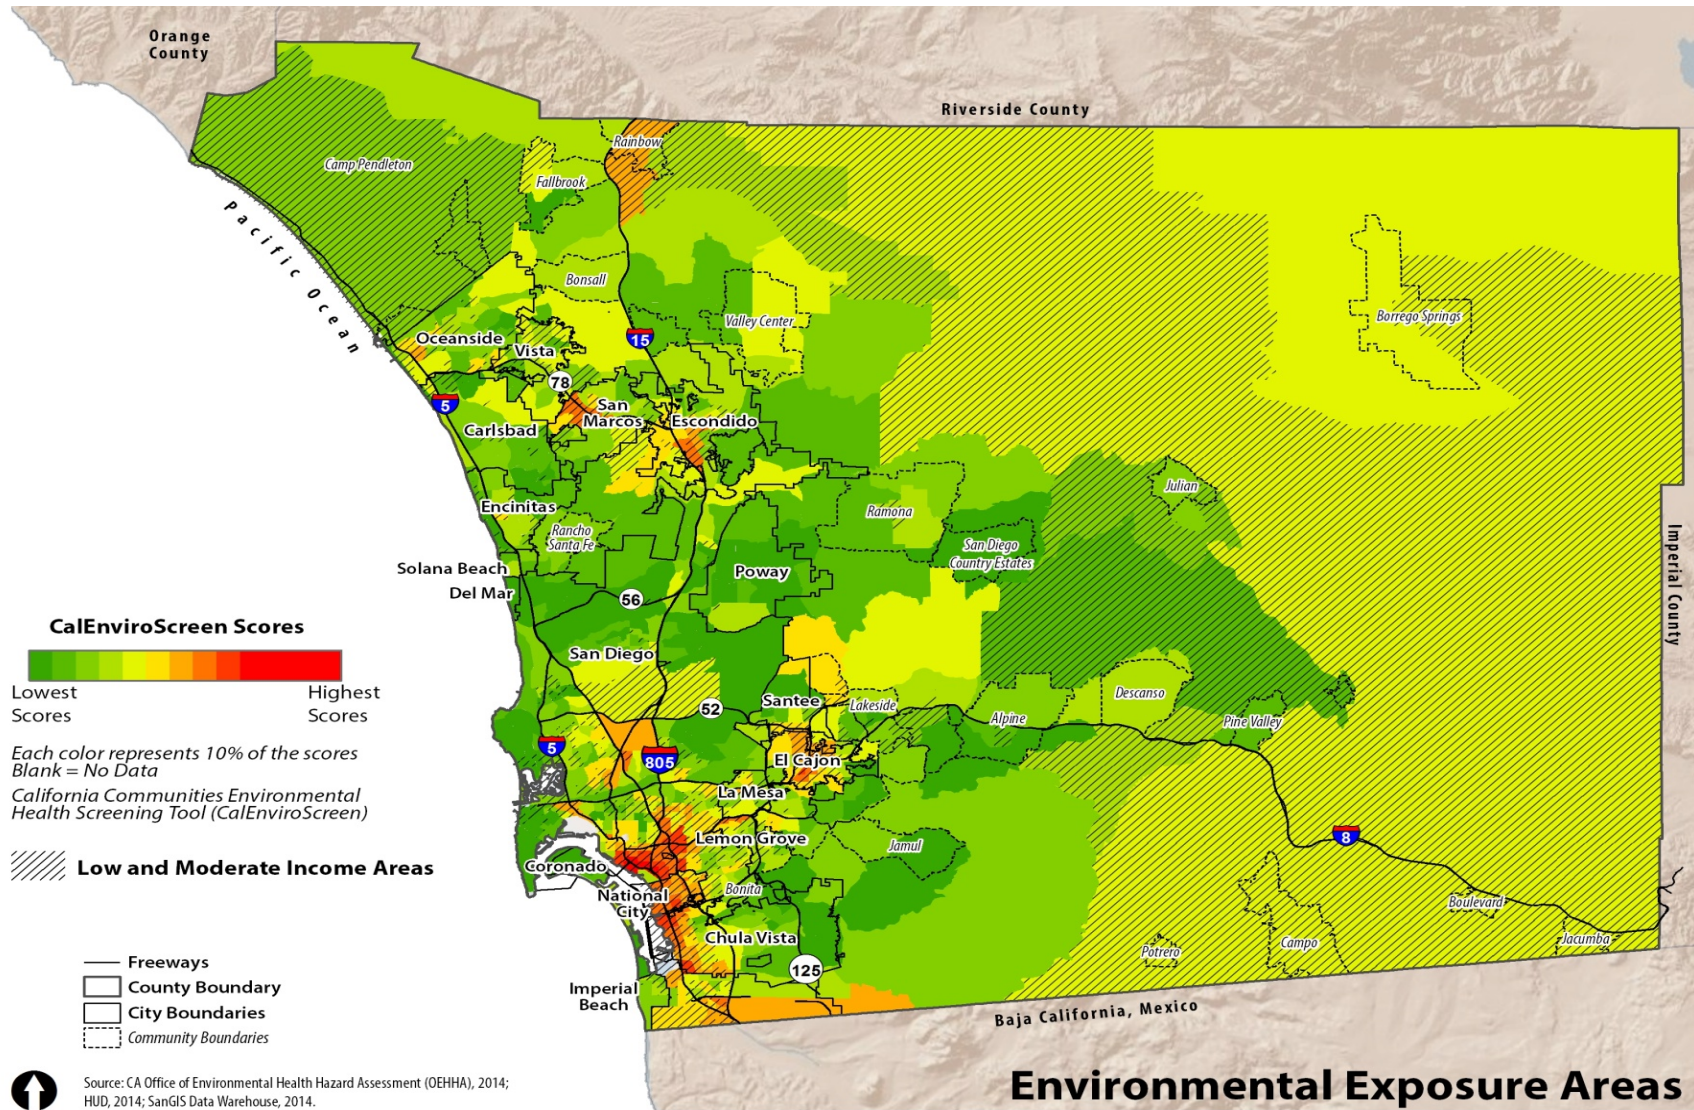 Orange
County
Riverside County
Rainbow
Camp Pendleton
Fallbrook
Pacific Ocean
Bonsall
Valley Center
Borrego Springs
Oceanside
Vista
15
78
5
San
Marcos
Escondido
Carlsbad
Julian
Encinitas
Ramona
Rancho
Santa Fe
San Diego
Country Estates
Imperial County
Solana Beach
Poway
Del Mar
56
CalEnviroScreen Scores
San Diego
Lowest
Scores
Highest
Scores
Santee
Lakeside
Descanso
52
Alpine
Pine Valley
Each color represents 10% of the scores
Blank = No Data
5
805
El Cajon
California Communities Environmental
Health Screening Tool (CalEnviroScreen)
La Mesa
8
Lemon Grove
Jamul
Low and Moderate Income Areas
Coronado
National
City
Bonita
Boulevard
Chula Vista
Jacumba
Campo
Potrero
Freeways
125
County Boundary
Imperial
Beach
City Boundaries
Baja California, Mexico
Community Boundaries
Source: CA Office of Environmental Health Hazard Assessment (OEHHA), 2014;
HUD, 2014; SanGIS Data Warehouse, 2014.
Environmental Exposure Areas